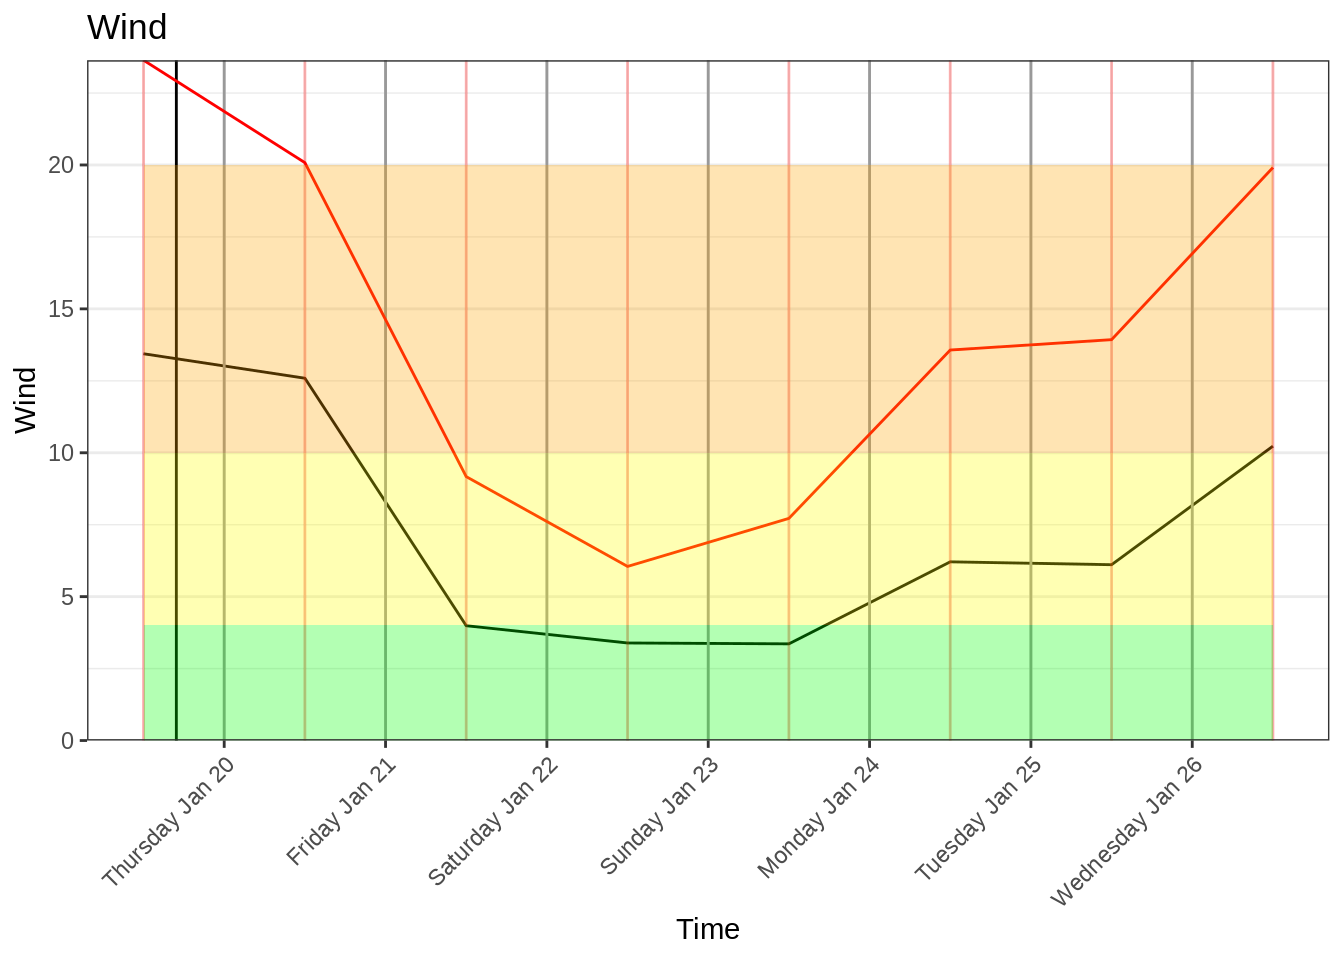 Wind
Wind
20
15
10
5
0
Thursday Jan 20
Friday Jan 21
Saturday Jan 22
Sunday Jan 23
Monday Jan 24
Tuesday Jan 25
Wednesday Jan 26
Time